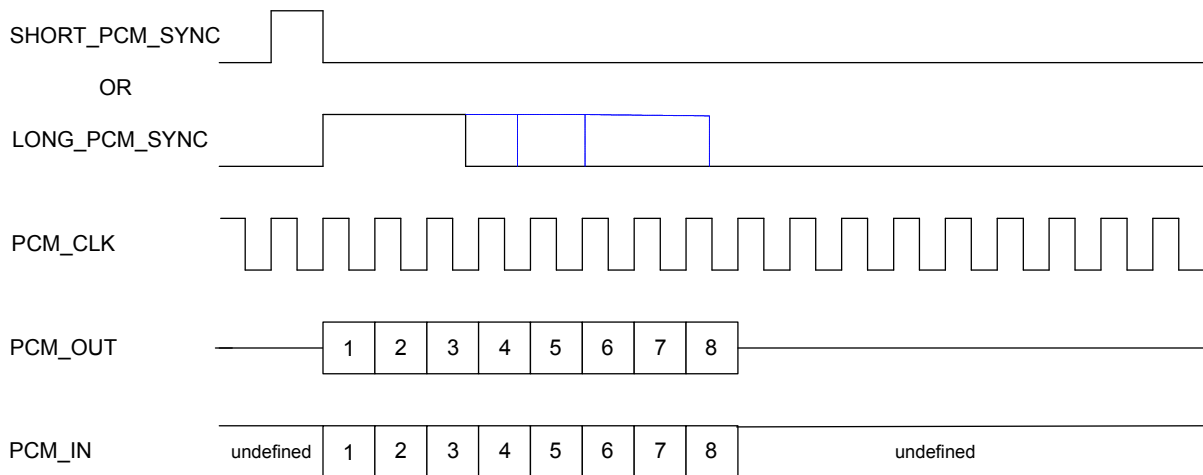 SHORT_PCM_SYNC
OR
LONG_PCM_SYNC
PCM_CLK
PCM_OUT 1 2 3 4 5 6 7 8
PCM_IN undefined 1 2 3 4 5 6 7 8 undefined